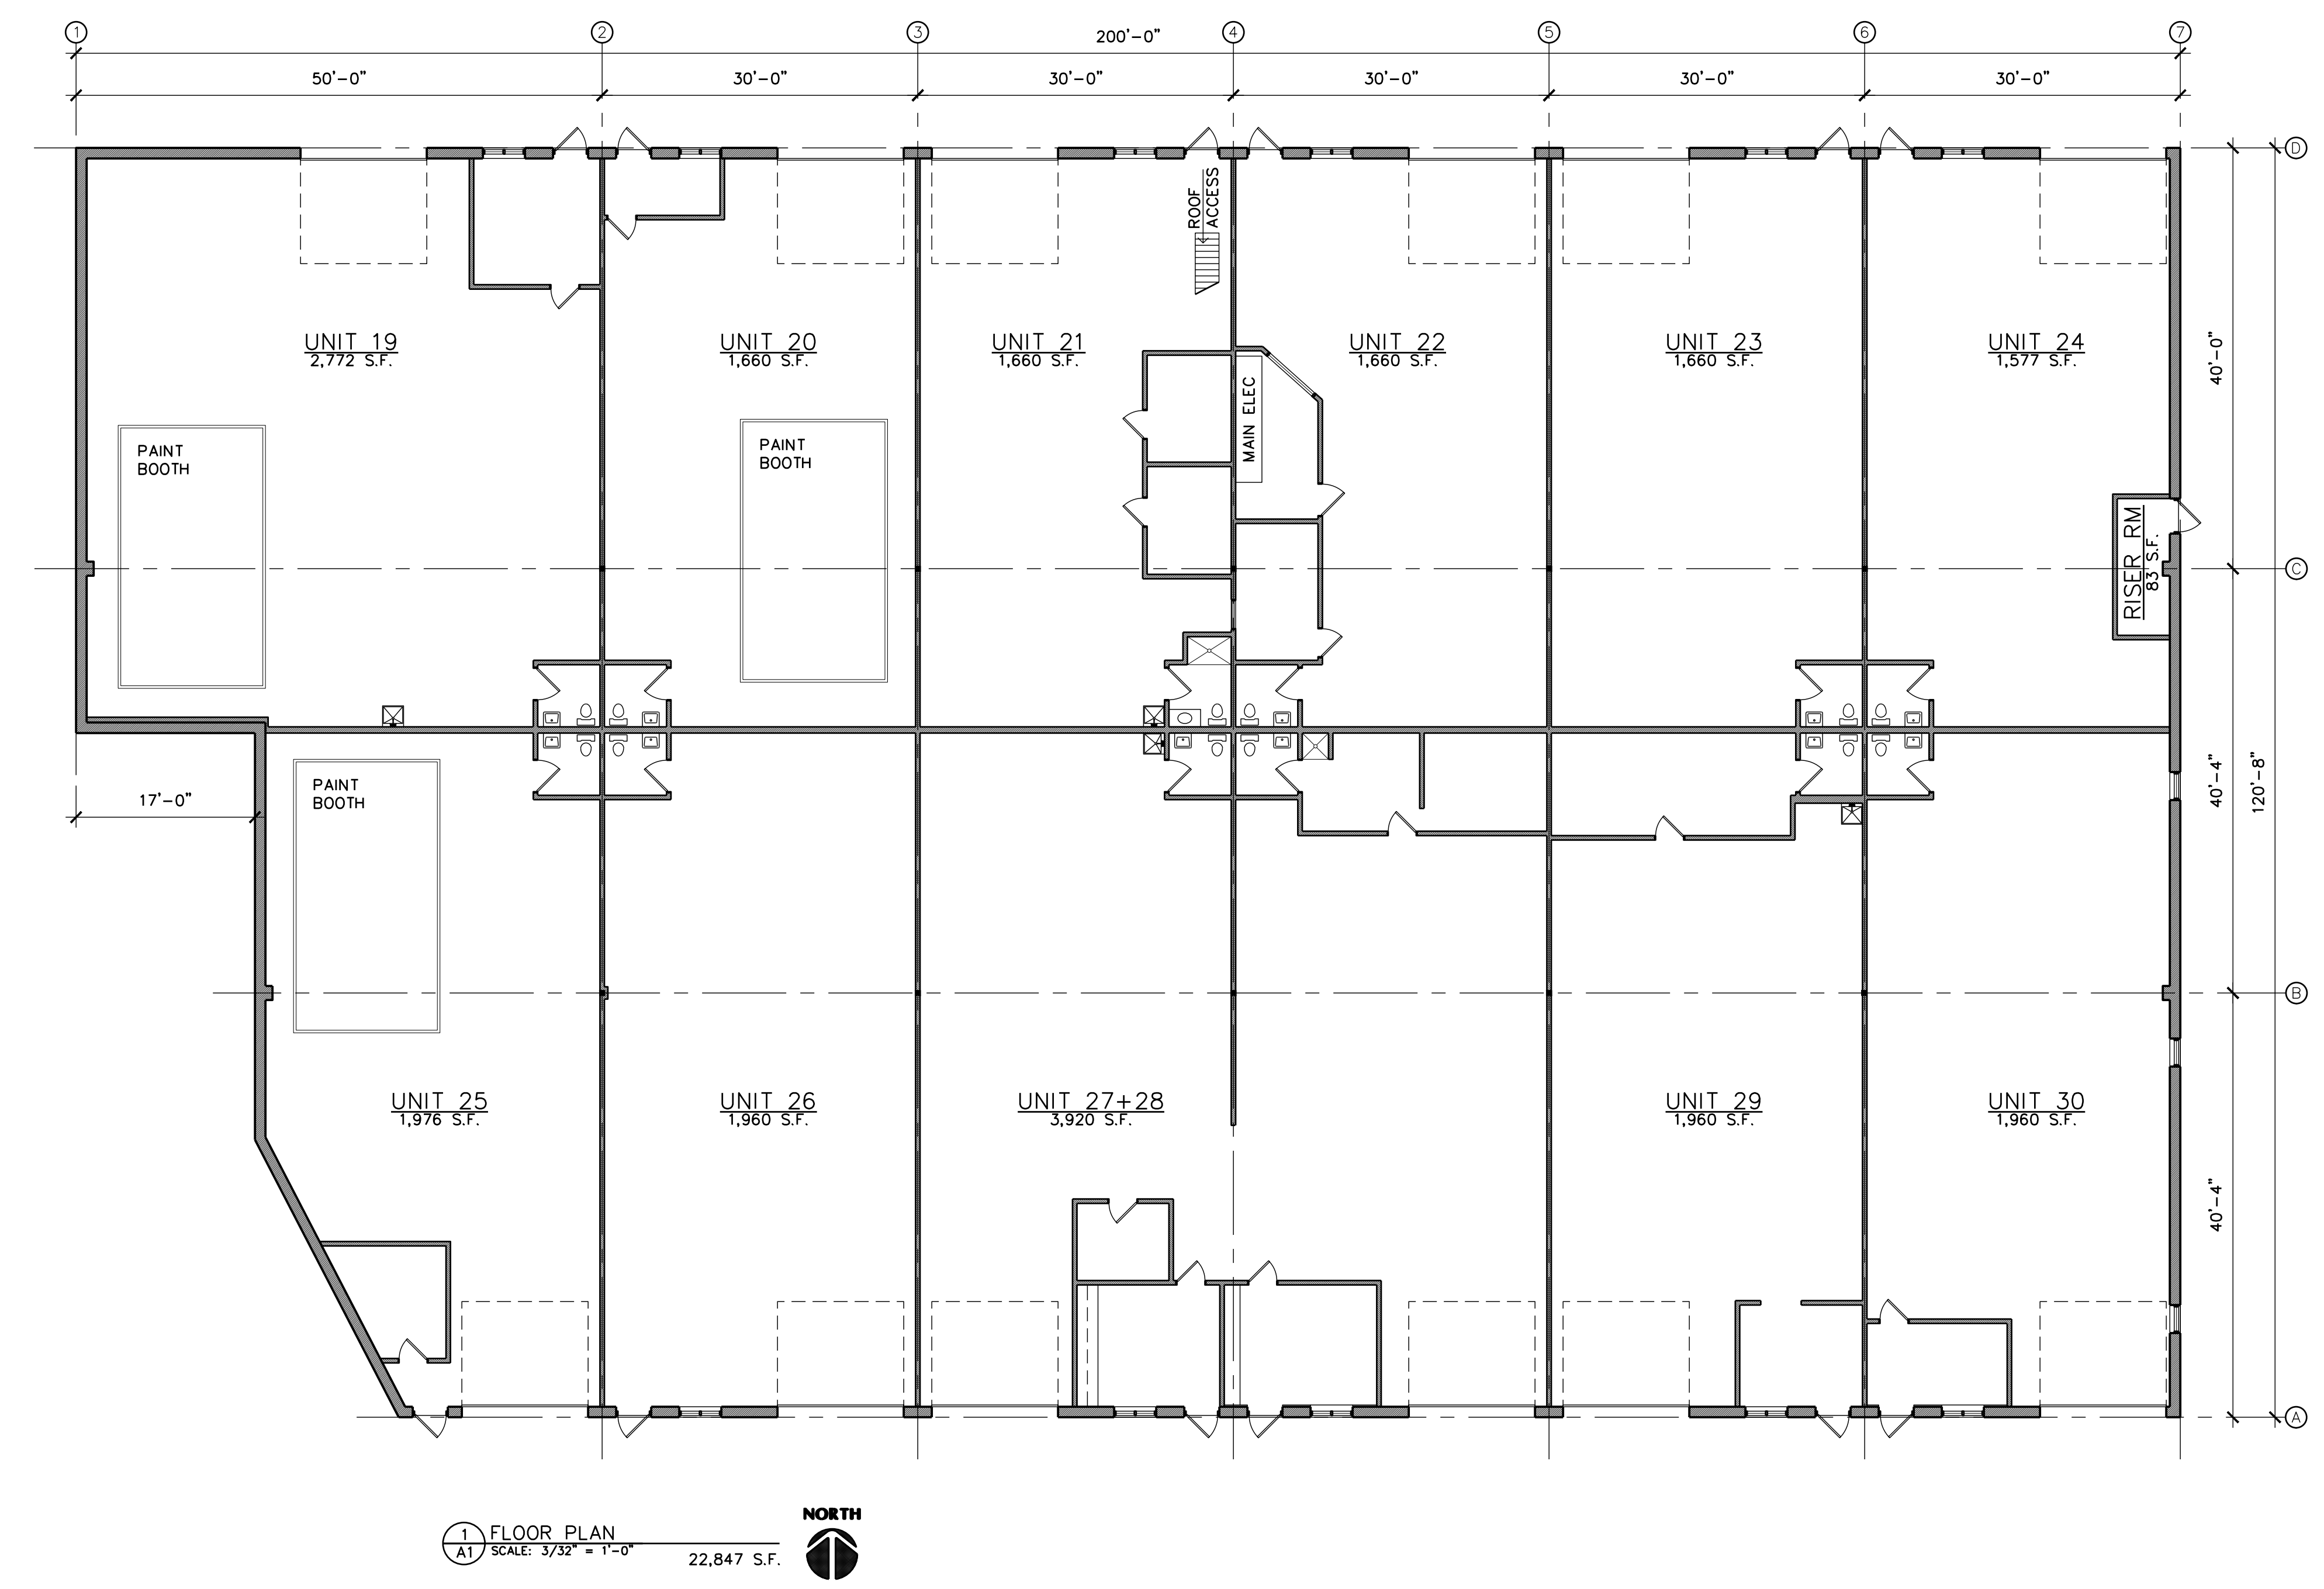 1 2 3 4 5 6 7
200'-0"
50'-0" 30'-0" 30'-0" 30'-0" 30'-0" 30'-0"
D
ROOF
ACCESS
UNIT 19
2,772 S.F.
UNIT 20
1,660 S.F.
UNIT 21
1,660 S.F.
UNIT 22
1,660 S.F.
UNIT 23
1,660 S.F.
UNIT 24
1,577 S.F.
40'-0"
MAIN ELEC
PAINT
BOOTH
PAINT
BOOTH
RISER RM
83 S.F.
C
17'-0"
PAINT
BOOTH
40'-4"
120'-8"
B
UNIT 25
1,976 S.F.
UNIT 26
1,960 S.F.
UNIT 27+28
3,920 S.F.
UNIT 29
1,960 S.F.
UNIT 30
1,960 S.F.
40'-4"
A
NORTH
1
A1
FLOOR PLAN
SCALE: 3/32" = 1'-0"
22,847 S.F.